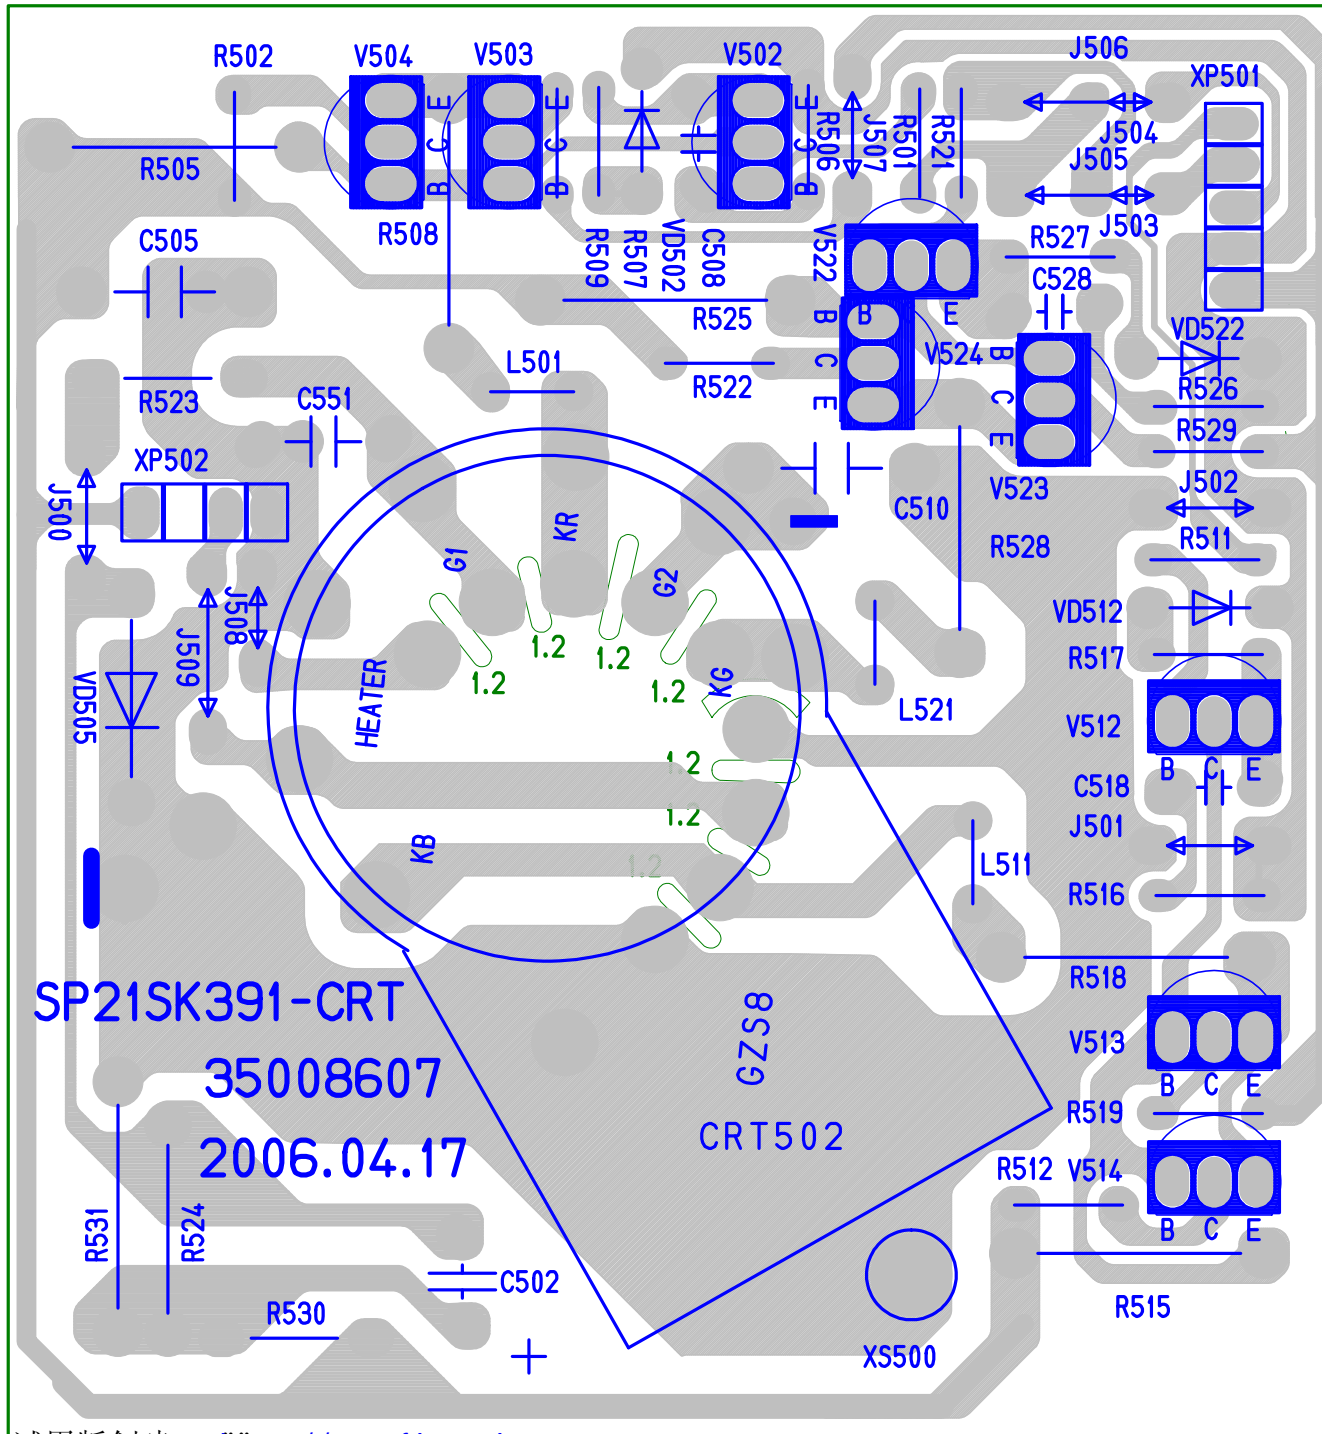 R502
V504
V503
V502
J506
XP501
E
E
E
R505
C
C
C
R506
J507
R501
R521
J504
J505
B
B
B
R508
J503
C505
R509
R507
VD502
C508
V522
R527
C528
R525
B
B
E
VD522
L501
R522
C
V524
B
R526
R523
C551
E
C
R529
XP502
E
J502
J500
V523
C510
KR
R528
R511
G1
G2
J508
VD512
J509
1.2
1.2
R517
1.2
1.2
KG
HEATER
VD505
L521
V512
1.2
B
C
E
C518
1.2
J501
KB
1.2
L511
R516
R518
SP21SK391-CRT
GZS8
V513
35008607
B
C
E
R519
CRT502
2006.04.17
R512
V514
R531
R524
B
C
E
C502
R530
R515
XS500